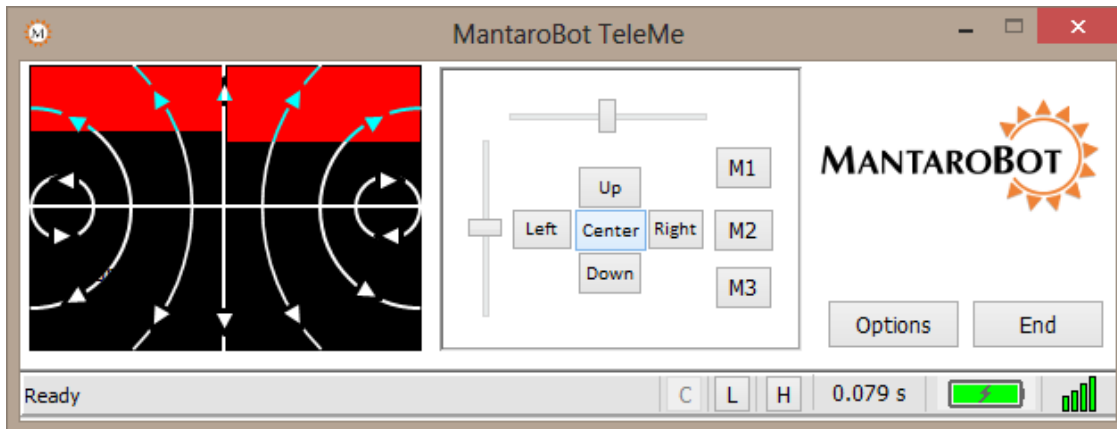 MantaroBot TeleMe
Up
Left Center Right
Down
M1
M2
M3
MANTAROBOT
Options End
Ready C L H 0.079 s